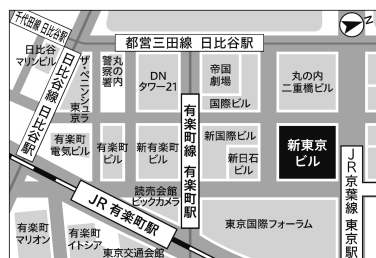 千代田線 日比谷駅
都営三田線 日比谷駅
N
日比谷
マリンビル
日比谷線 日比谷駅
ザ・ペニンシュラ
東京
丸の内
警察署
DN
タワー21
帝国
劇場
国際ビル
丸の内
二重橋ビル
有楽町
電気ビル
有楽町
ビル
新有楽町
ビル
有楽町線 有楽町駅
新国際ビル
新日石
ビル
新東京
ビル
JR京葉線 東京駅
読売会館
ビックカメラ
JR 有楽町駅
東京国際フォーラム
有楽町
マリオン
有楽町
イトシア
東京交通会館